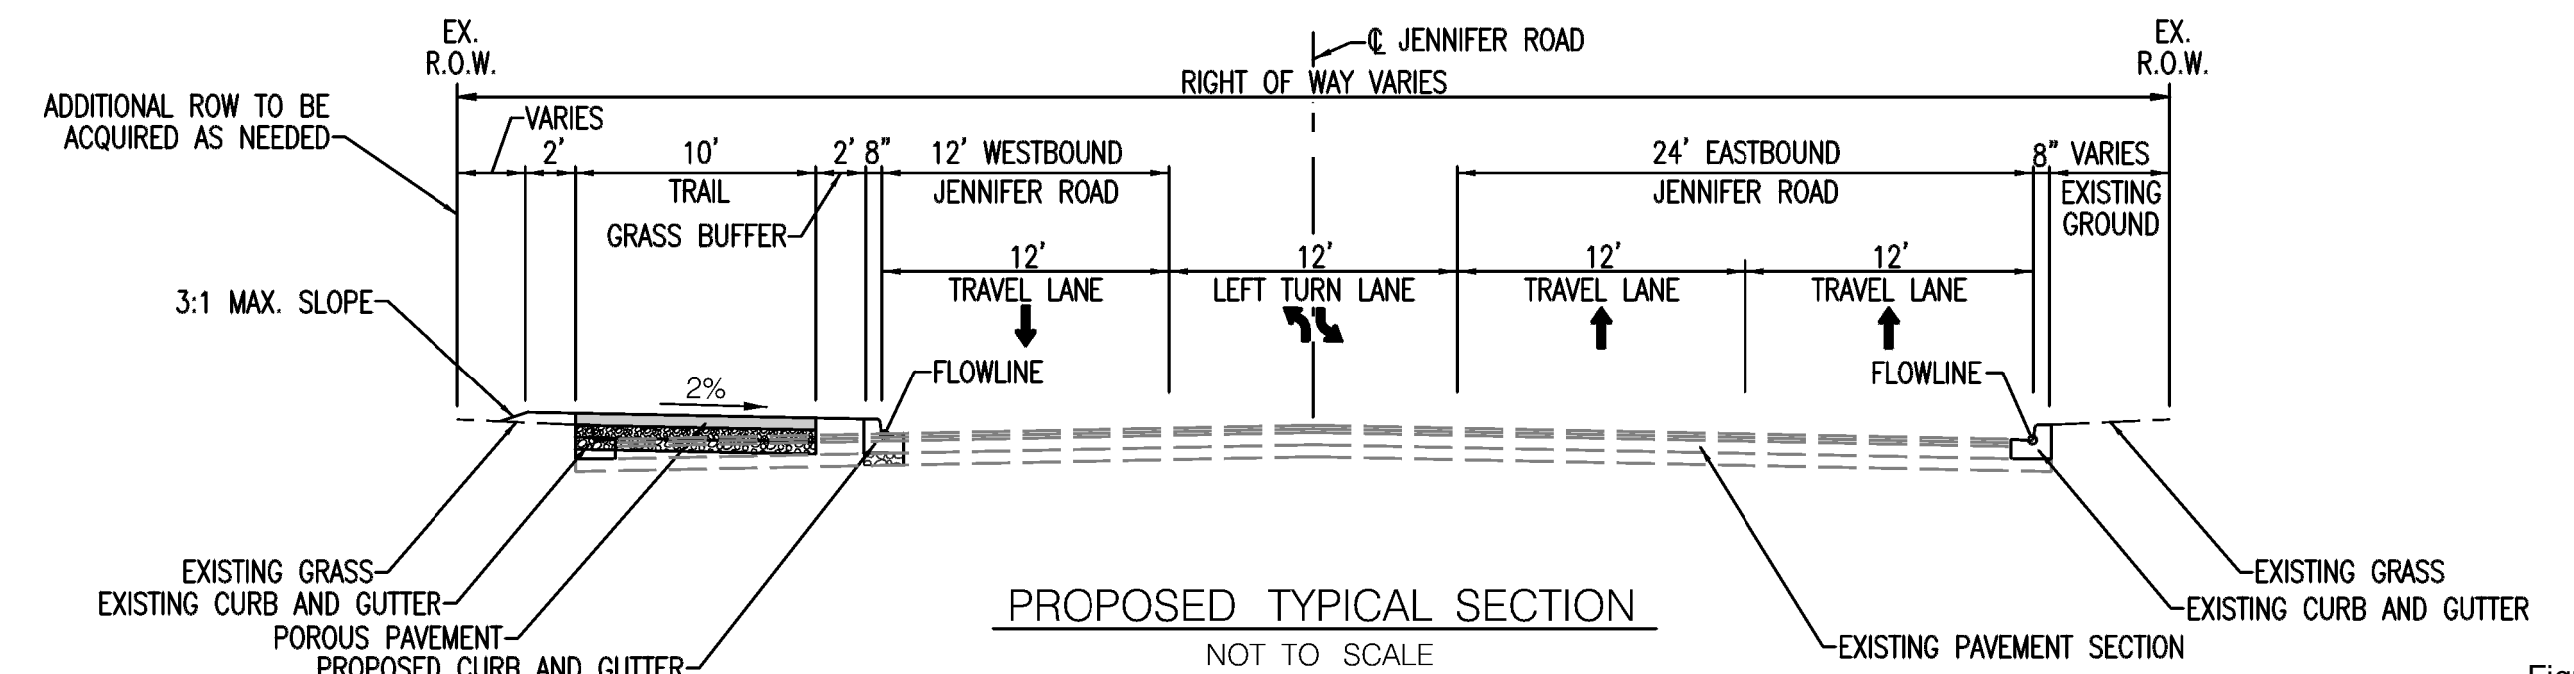 EX.
R.O.W.
℄ JENNIFER ROAD
EX.
R.O.W.
RIGHT OF WAY VARIES
ADDITIONAL ROW TO BE
ACQUIRED AS NEEDED
VARIES
2'
10'
2'
8"
12' WESTBOUND
24' EASTBOUND
8"
VARIES
TRAIL
JENNIFER ROAD
JENNIFER ROAD
EXISTING
GROUND
GRASS BUFFER
12'
12'
12'
12'
TRAVEL LANE
LEFT TURN LANE
TRAVEL LANE
TRAVEL LANE
3:1 MAX. SLOPE
FLOWLINE
FLOWLINE
2%
EXISTING GRASS
EXISTING CURB AND GUTTER
POROUS PAVEMENT
PROPOSED CURB AND GUTTER
PROPOSED TYPICAL SECTION
NOT TO SCALE
EXISTING GRASS
EXISTING CURB AND GUTTER
EXISTING PAVEMENT SECTION